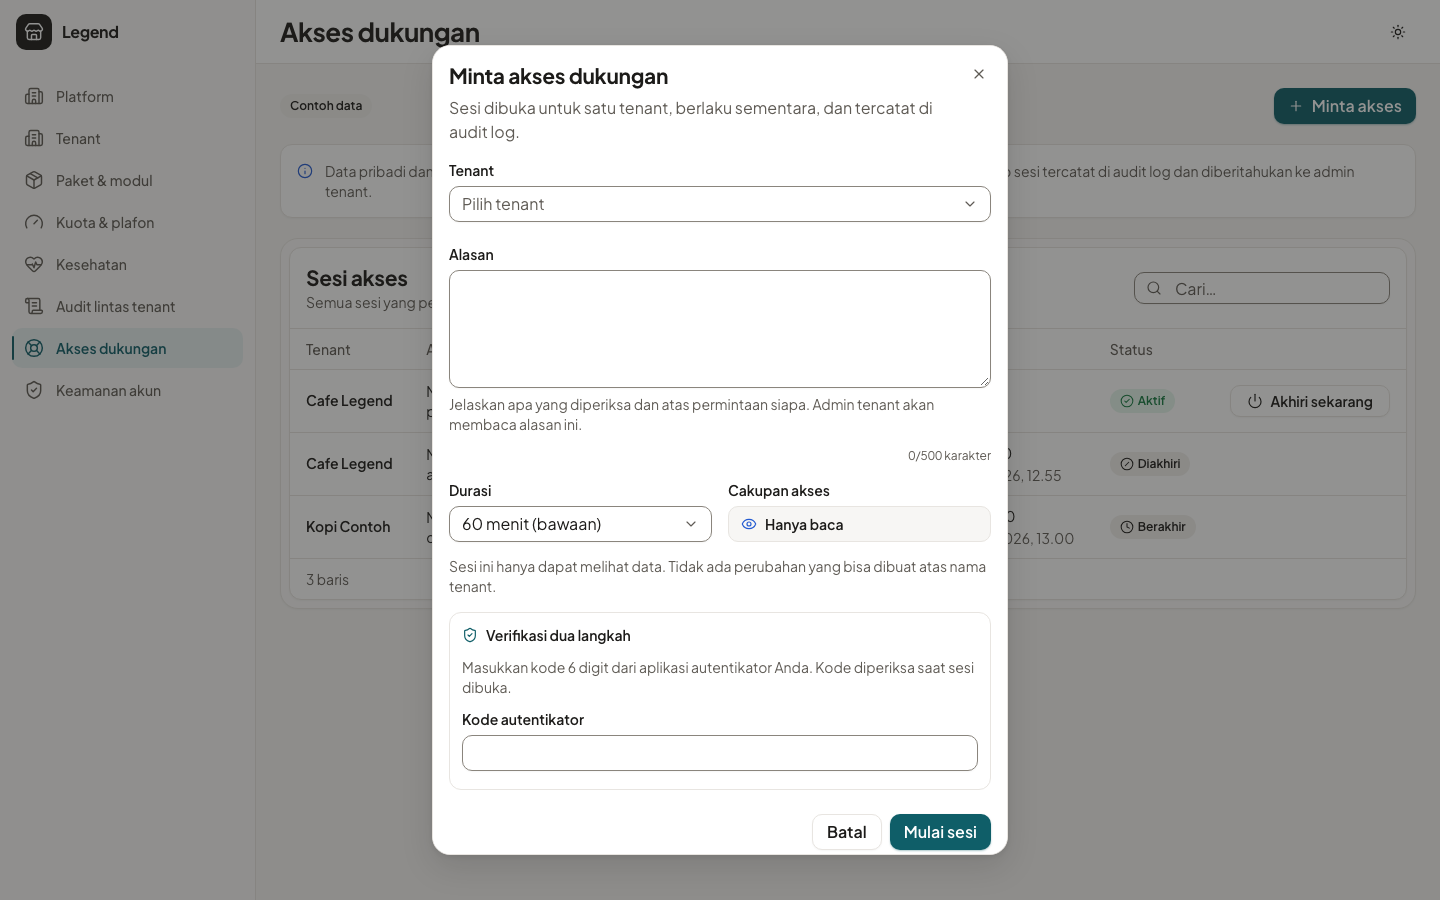 Legend
Akses dukungan
Platform
Tenant
Paket & modul
Kuota & plafon
Kesehatan
Audit lintas tenant
Akses dukungan
Keamanan akun
Contoh data
Minta akses
Data pribadi dan
sesi tercatat di audit log dan diberitahukan ke admin
tenant.
Sesi akses
Semua sesi yang
Cari...
Tenant
Status
Cafe Legend
Aktif
Akhiri sekarang
Cafe Legend
12.55
Diakhiri
Kopi Contoh
13.00
Berakhir
3 baris
Minta akses dukungan
Sesi dibuka untuk satu tenant, berlaku sementara, dan tercatat di
audit log.
Tenant
Pilih tenant
Alasan
Jelaskan apa yang diperiksa dan atas permintaan siapa. Admin tenant akan
membaca alasan ini.
0/500 karakter
Durasi
Cakupan akses
60 menit (bawaan)
Hanya baca
Sesi ini hanya dapat melihat data. Tidak ada perubahan yang bisa dibuat atas nama
tenant.
Verifikasi dua langkah
Masukkan kode 6 digit dari aplikasi autentikator Anda. Kode diperiksa saat sesi
dibuka.
Kode autentikator
Batal
Mulai sesi